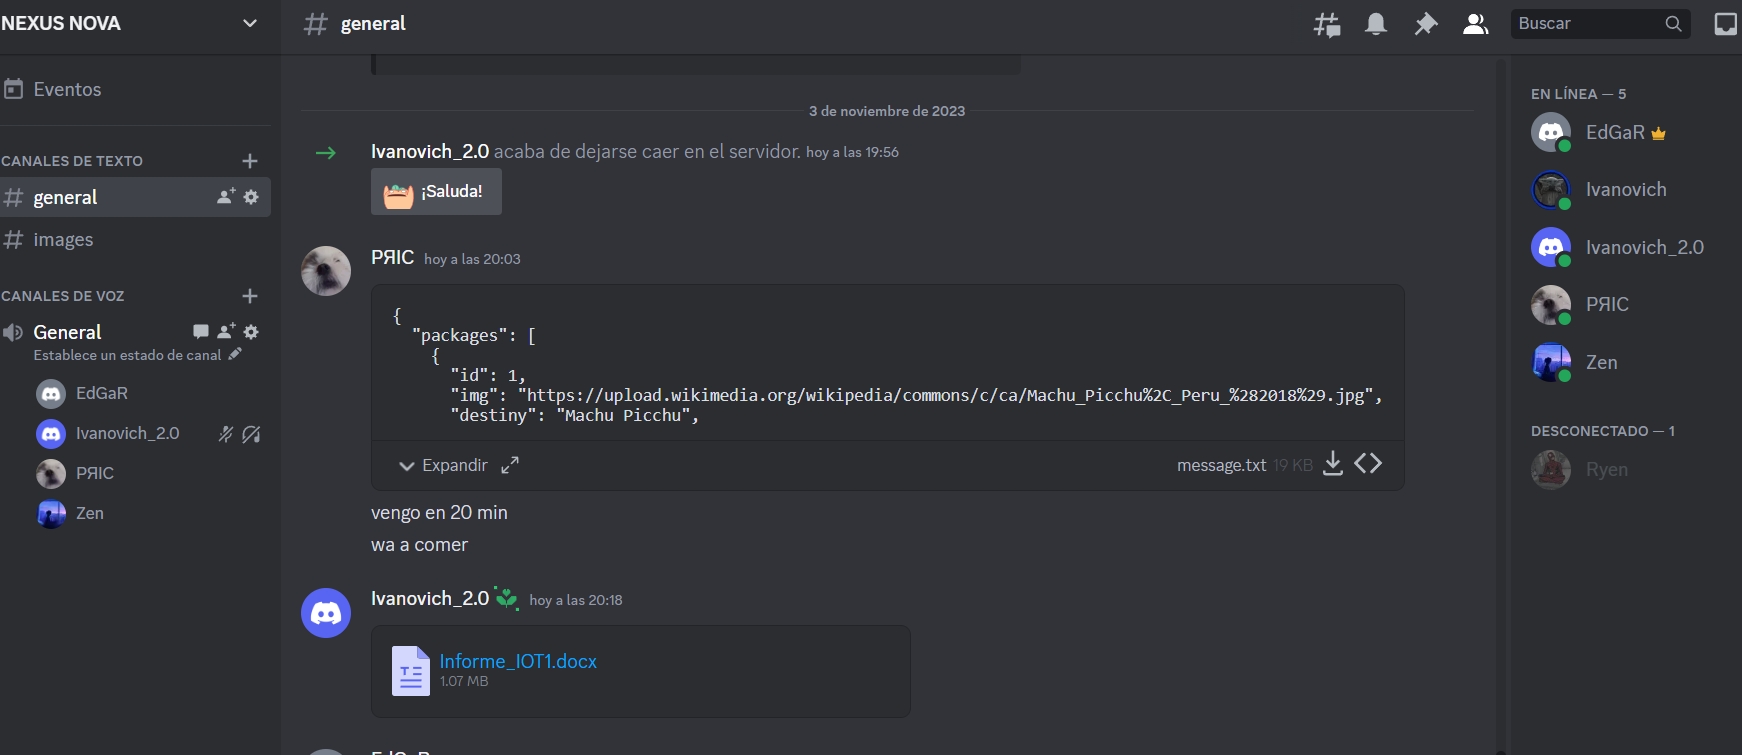 NEXUS NOVA
Eventos
CANALES DE TEXTO
general
images
CANALES DE VOZ
General
Establece un estado de canal
EdGaR
Ivanovich_2.0
PЯIC
Zen
general
Buscar
3 de noviembre de 2023
Ivanovich_2.0 acaba de dejarse caer en el servidor. hoy a las 19:56
¡Saluda!
PЯIC hoy a las 20:03
{
"packages": [
{
"id": 1,
"img": "https://upload.wikimedia.org/wikipedia/commons/c/ca/Machu_Picchu%2C_Peru_%282018%29.jpg",
"destiny": "Machu Picchu",
Expandir message.txt 19 KB
vengo en 20 min
wa a comer
Ivanovich_2.0 hoy a las 20:18
Informe_IOT1.docx
1.07 MB
EN LÍNEA — 5
EdGaR
Ivanovich
Ivanovich_2.0
PЯIC
Zen
DESCONECTADO — 1
Ryen